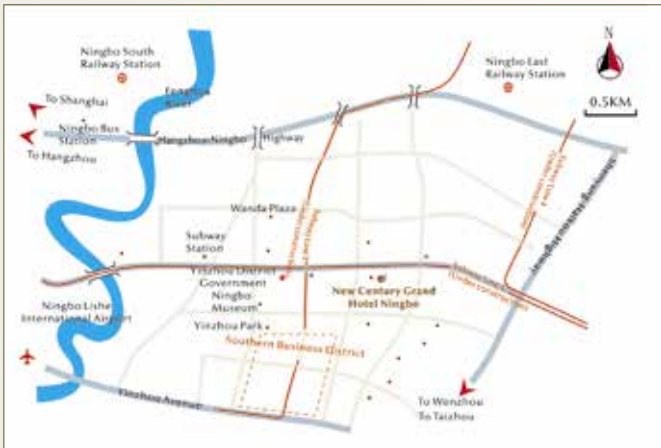 Ningbo South
Railway Station
N
Ningbo East
Railway Station
0.5KM
To Shanghai
Ningbo Bus
Station
River
Hangzhou-Ningbo
Highway
To Hangzhou
Wanda Plaza
Subway
Station
Yinzhou District
Government
Ningbo
Museum
Yinzhou Park
New Century Grand
Hotel Ningbo
Southern Business District
Ningbo Lishe
International Airport
Yinzhou Avenue
To Wenzhou
To Taizhou